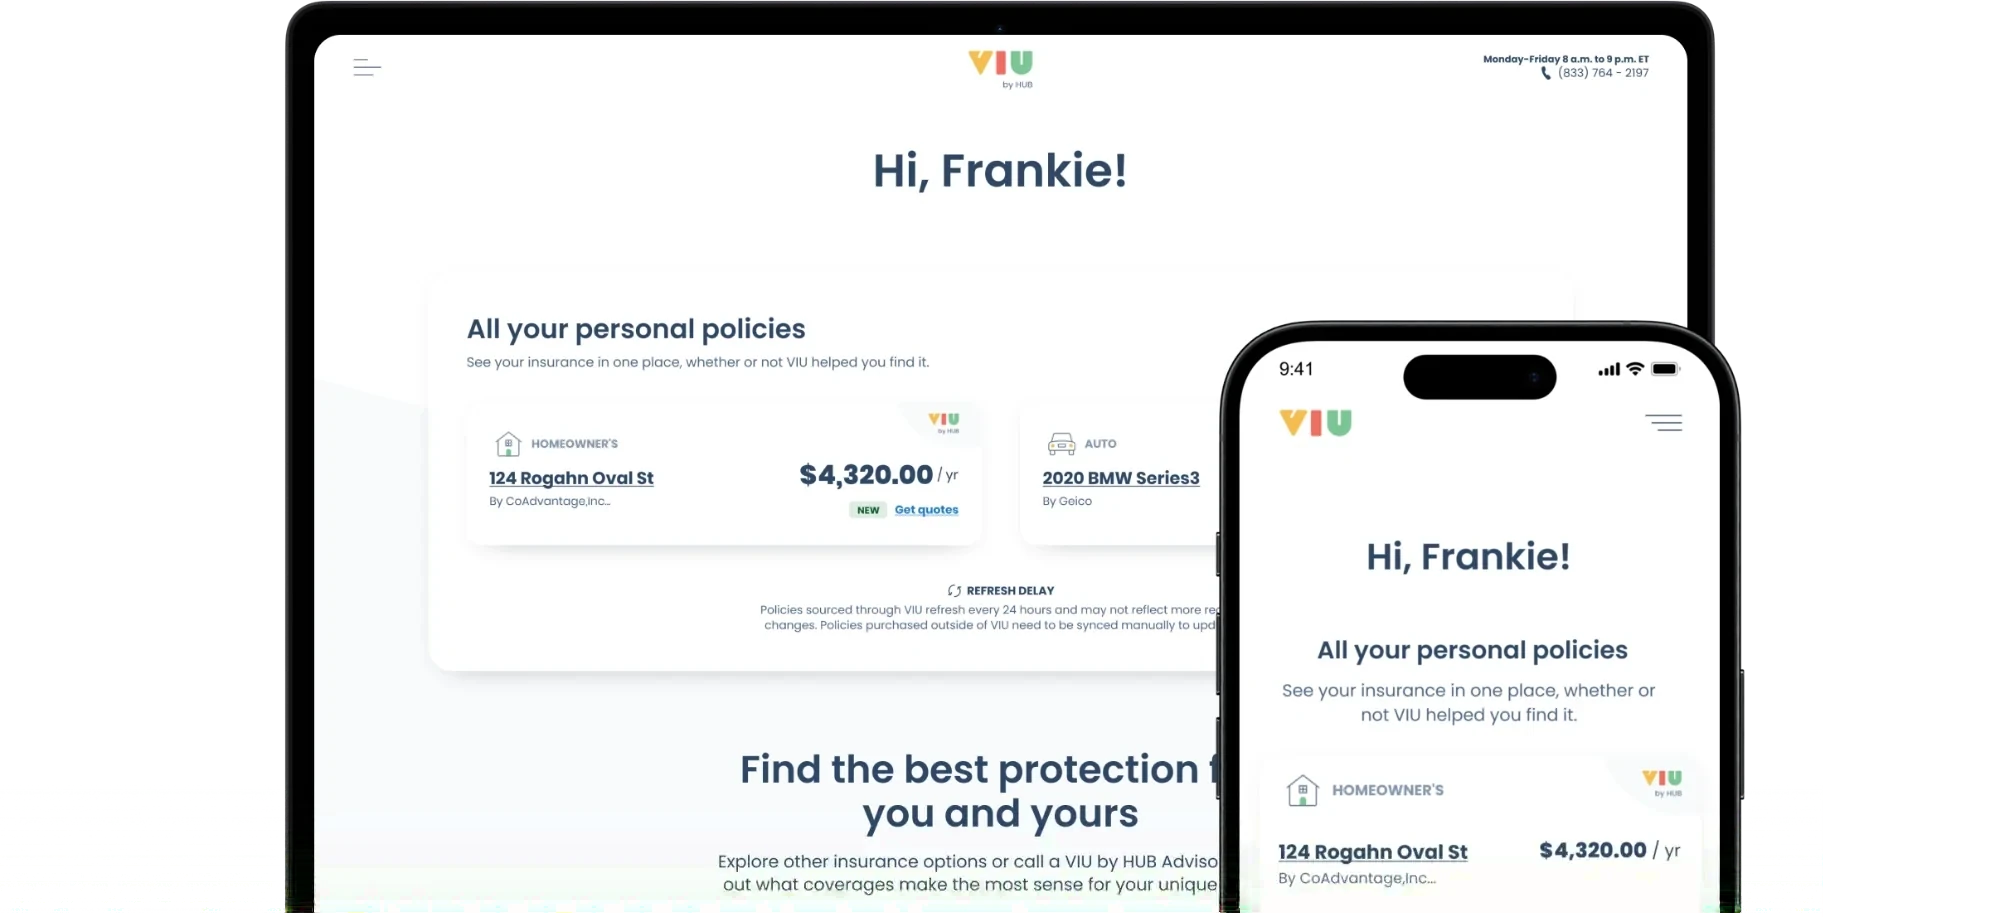 VIU
by HUB
Monday-Friday 8 a.m. to 9 p.m. ET
(833) 764 - 2197
Hi, Frankie!
All your personal policies
See your insurance in one place, whether or not VIU helped you find it.
VIU
by HUB
HOMEOWNER'S
124 Rogahn Oval St
By CoAdvantage,Inc...
$4,320.00 / yr
NEW Get quotes
AUTO
2020 BMW Series3
By Geico
REFRESH DELAY
Policies sourced through VIU refresh every 24 hours and may not reflect more
changes. Policies purchased outside of VIU need to be synced manually to
Find the best protection
you and yours
Explore other insurance options or call a VIU by HUB
out what coverages make the most sense for your unique
9:41
VIU
Hi, Frankie!
All your personal policies
See your insurance in one place, whether or
not VIU helped you find it.
VIU
by HUB
HOMEOWNER'S
124 Rogahn Oval St
$4,320.00 / yr
By CoAdvantage,Inc...